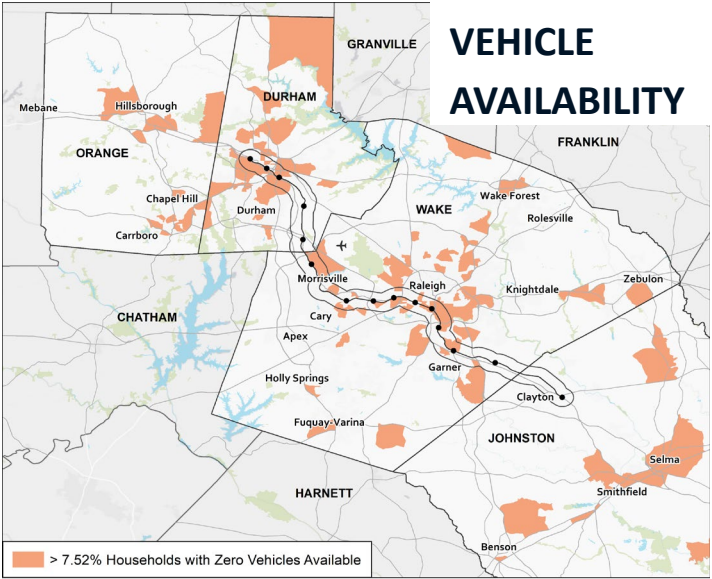 VEHICLE
AVAILABILITY
GRANVILLE
DURHAM
Mebane
Hillsborough
FRANKLIN
ORANGE
Chapel Hill
Wake Forest
Durham
WAKE
Rolesville
Carrboro
Morrisville
Raleigh
Knightdale
Zebulon
CHATHAM
Cary
Apex
Garner
Holly Springs
Clayton
Fuquay-Varina
JOHNSTON
Selma
HARNETT
Smithfield
Benson
> 7.52% Households with Zero Vehicles Available